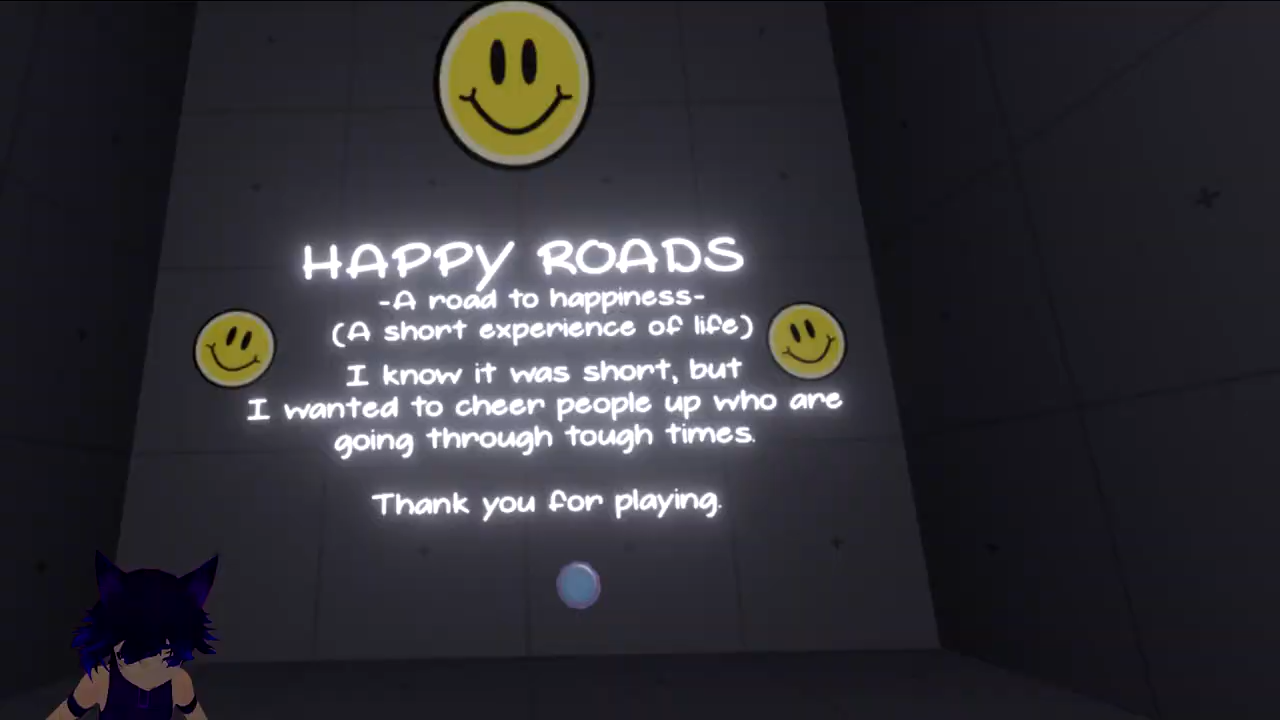 HAPPY ROADS
-A road to happiness-
(A short experience of life)
I know it was short, but
I wanted to cheer people up who are
going through tough times.
Thank you for playing.